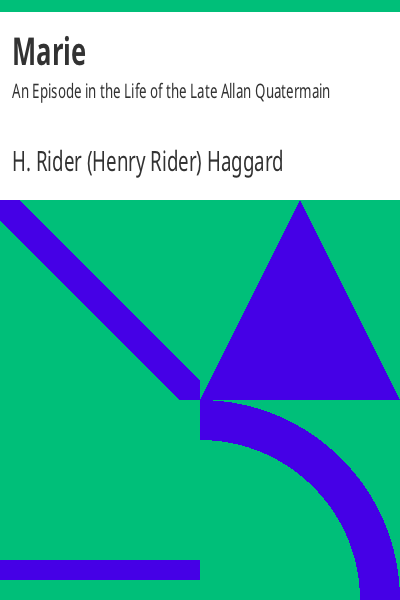 Marie
An Episode in the Life of the Late Allan Quatermain
H. Rider (Henry Rider) Haggard